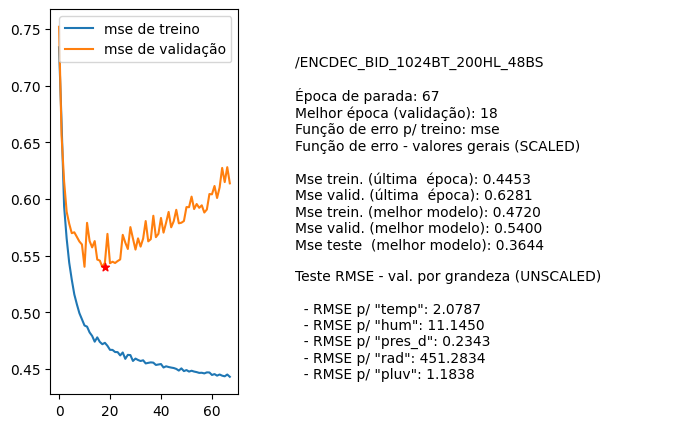 mse de treino
mse de validação
0.75
0.70
0.65
0.60
0.55
0.50
0.45
0
20
40
60
/ENCDEC_BID_1024BT_200HL_48BS
Época de parada: 67
Melhor época (validação): 18
Função de erro p/ treino: mse
Função de erro - valores gerais (SCALED)
Mse trein. (última  época): 0.4453
Mse valid. (última  época): 0.6281
Mse trein. (melhor modelo): 0.4720
Mse valid. (melhor modelo): 0.5400
Mse teste  (melhor modelo): 0.3644
Teste RMSE - val. por grandeza (UNSCALED)
- RMSE p/ "temp": 2.0787
- RMSE p/ "hum": 11.1450
- RMSE p/ "pres_d": 0.2343
- RMSE p/ "rad": 451.2834
- RMSE p/ "pluv": 1.1838